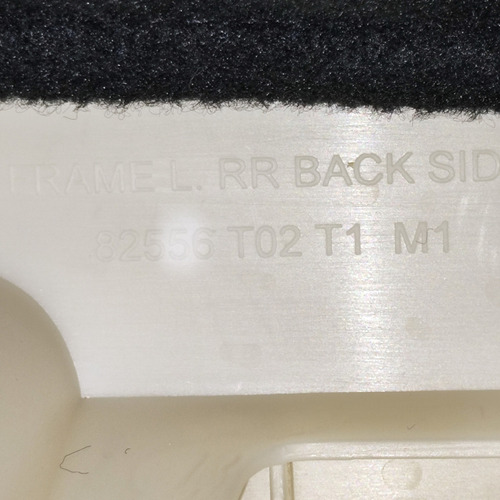 FRAME L. RR BACK SID
82556 T02 T1 M1